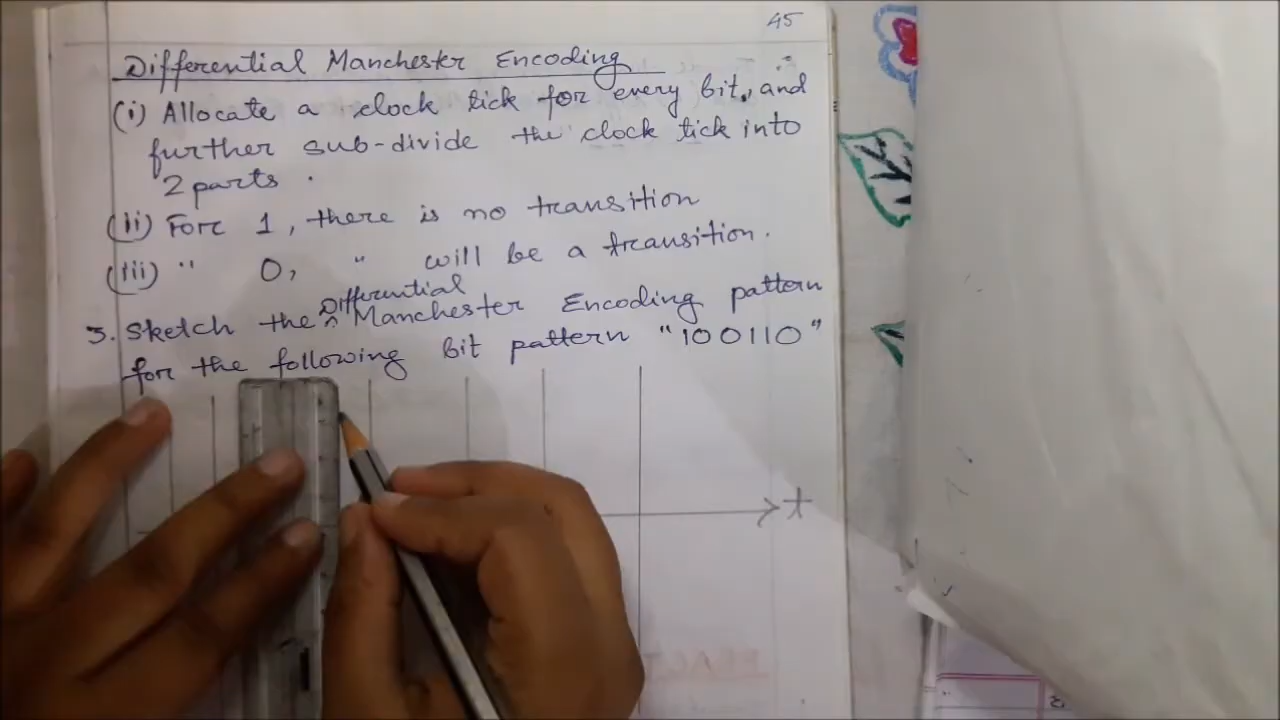 45
Differential Manchester Encoding
(i) Allocate a clock tick for every bit, and
further sub-divide the clock tick into
2 parts.
(ii) For 1, there is no transition
(iii) " 0, " will be a transition.
Differential
3. Sketch the ^ Manchester Encoding pattern
for the following bit pattern "100110"
t